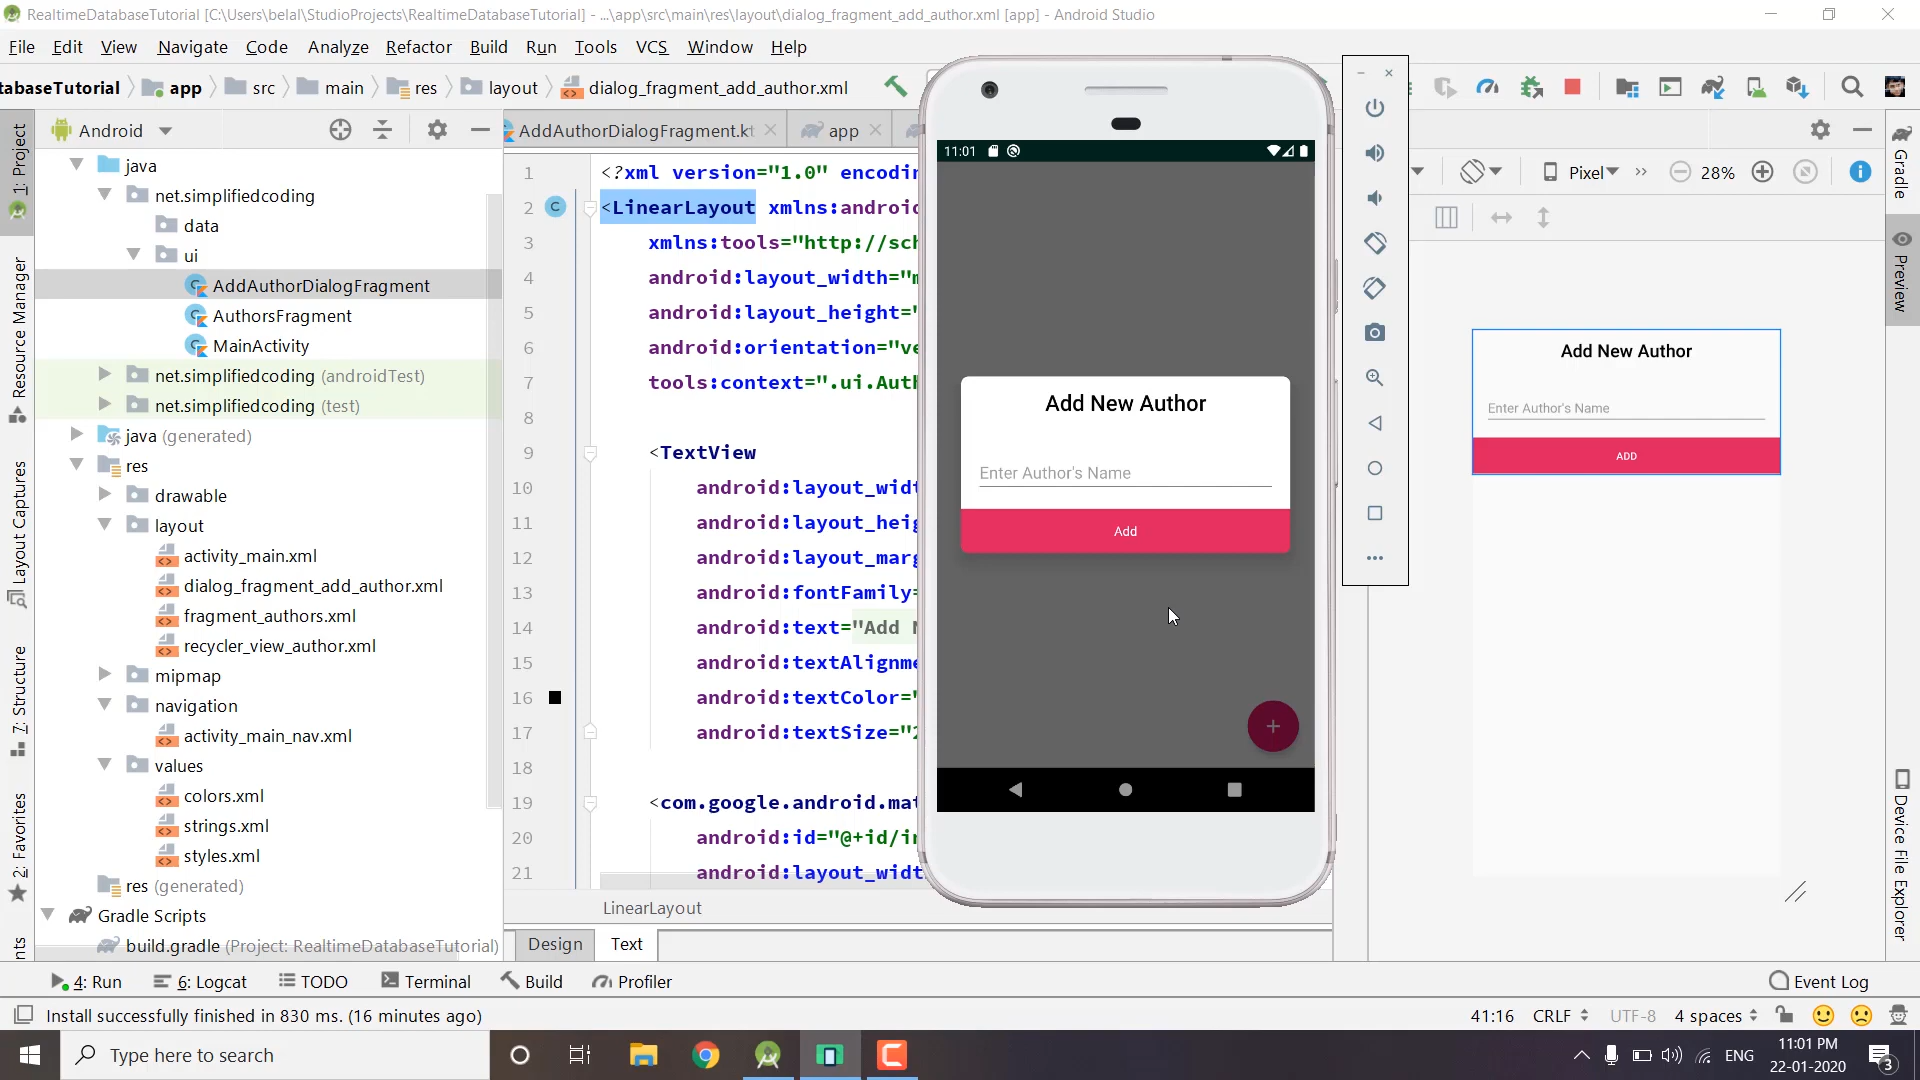 RealtimeDatabaseTutorial [C:\Users\belal\StudioProjects\RealtimeDatabaseTutorial] - ...\app\src\main\res\layout\dialog_fragment_add_author.xml [app] - Android Studio
File Edit View Navigate Code Analyze Refactor Build Run Tools VCS Window Help
tabaseTutorial app src main res layout dialog_fragment_add_author.xml
Android
AddAuthorDialogFragment.kt app
Pixel 28%
1: Project
Resource Manager
Layout Captures
7: Structure
2: Favorites
java
net.simplifiedcoding
data
ui
AddAuthorDialogFragment
AuthorsFragment
MainActivity
net.simplifiedcoding (androidTest)
net.simplifiedcoding (test)
java (generated)
res
drawable
layout
activity_main.xml
dialog_fragment_add_author.xml
fragment_authors.xml
recycler_view_author.xml
mipmap
navigation
activity_main_nav.xml
values
colors.xml
strings.xml
styles.xml
res (generated)
Gradle Scripts
build.gradle (Project: RealtimeDatabaseTutorial)
1 <?xml version="1.0" encodin
2 <LinearLayout xmlns:android
3 xmlns:tools="http://sch
4 android:layout_width="m
5 android:layout_height="
6 android:orientation="ve
7 tools:context=".ui.Auth
8
9 <TextView
10 android:layout_widt
11 android:layout_heig
12 android:layout_marg
13 android:fontFamily=
14 android:text="Add N
15 android:textAlignme
16 android:textColor="
17 android:textSize="2
18
19 <com.google.android.mat
20 android:id="@+id/in
21 android:layout_widt
LinearLayout
Design Text
11:01
Add New Author
Enter Author's Name
Add
+
Add New Author
Enter Author's Name
ADD
Gradle
Preview
Device File Explorer
4: Run 6: Logcat TODO Terminal Build Profiler Event Log
Install successfully finished in 830 ms. (16 minutes ago) 41:16 CRLF UTF-8 4 spaces
Type here to search
ENG
11:01 PM
22-01-2020
3